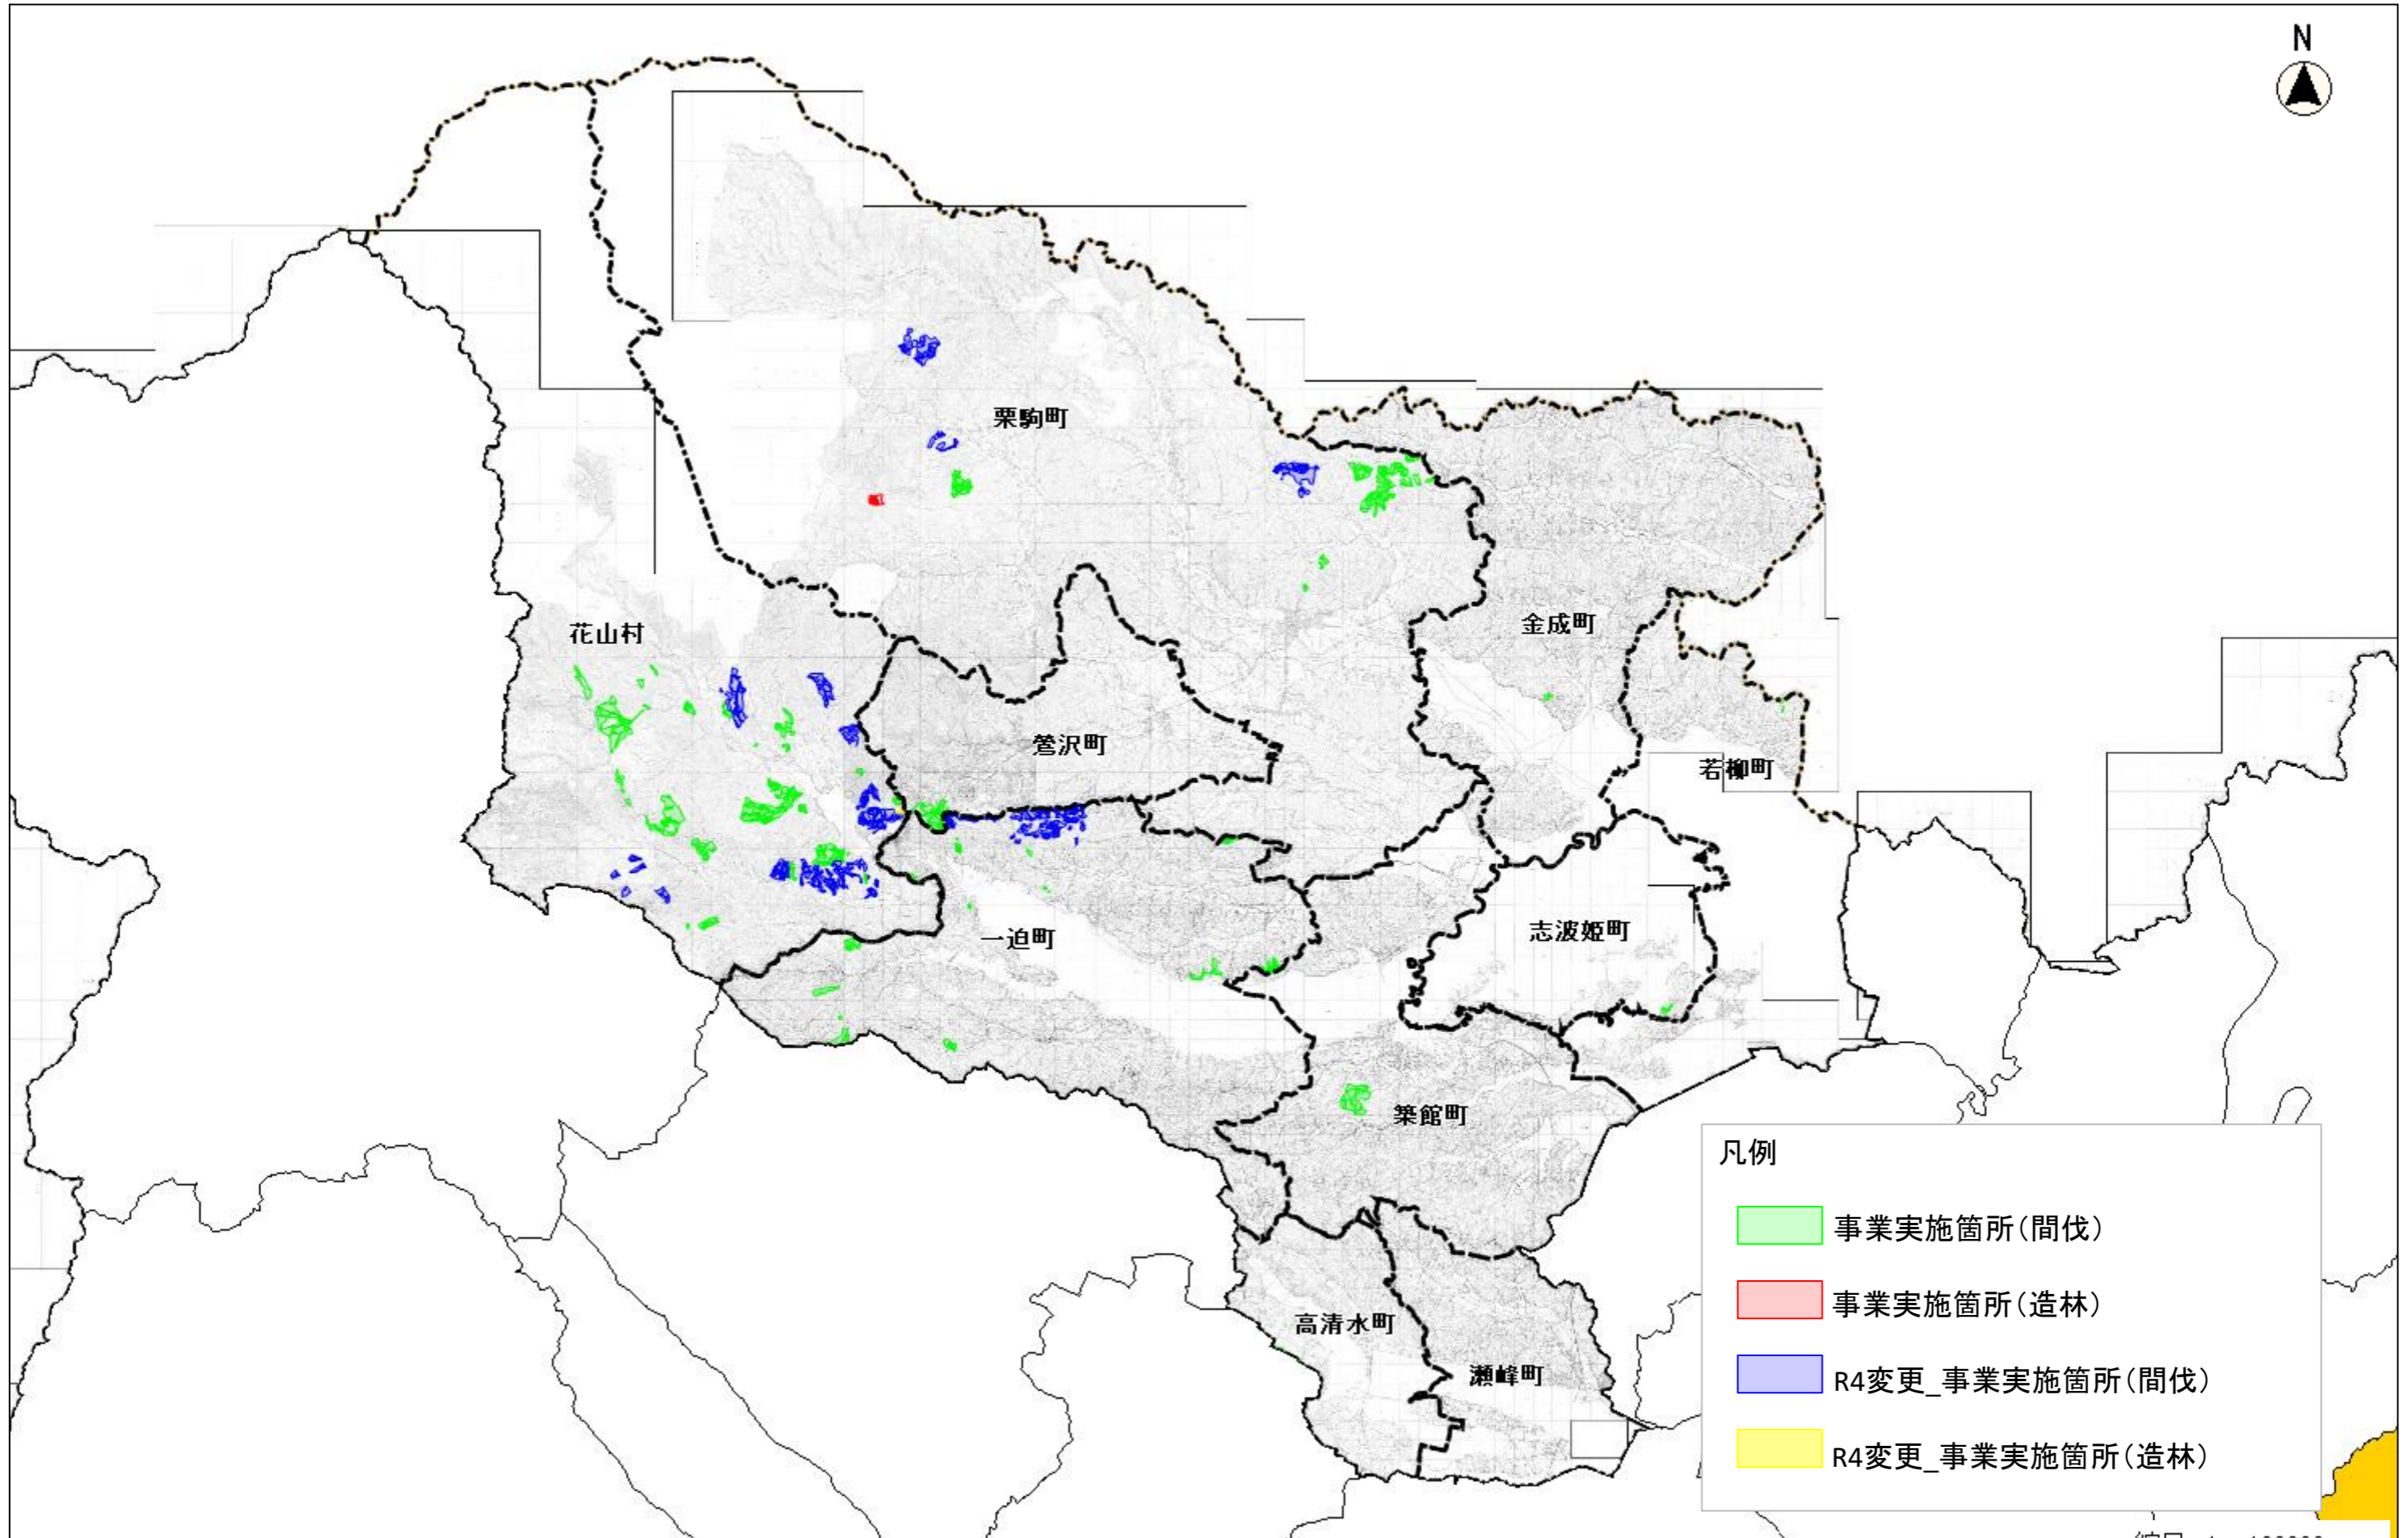 N
栗駒町
花山村
金成町
鶯沢町
若柳町
志波姫町
一迫町
築館町
高清水町
瀬峰町
凡例
事業実施箇所(間伐)
事業実施箇所(造林)
R4変更_事業実施箇所(間伐)
R4変更_事業実施箇所(造林)